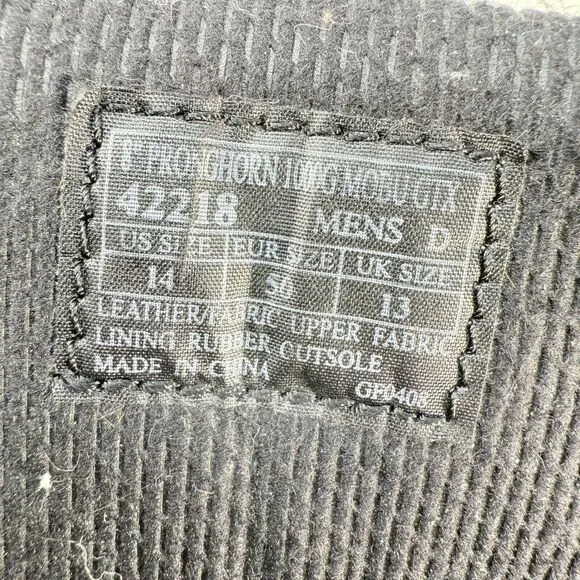 PRONGHORN
42218 MENS D
US SIZE EUR SIZE UK SIZE
14 13
LEATHER/FABRIC UPPER FABRIC
LINING RUBBER OUTSOLE
MADE IN CHINA GP0408